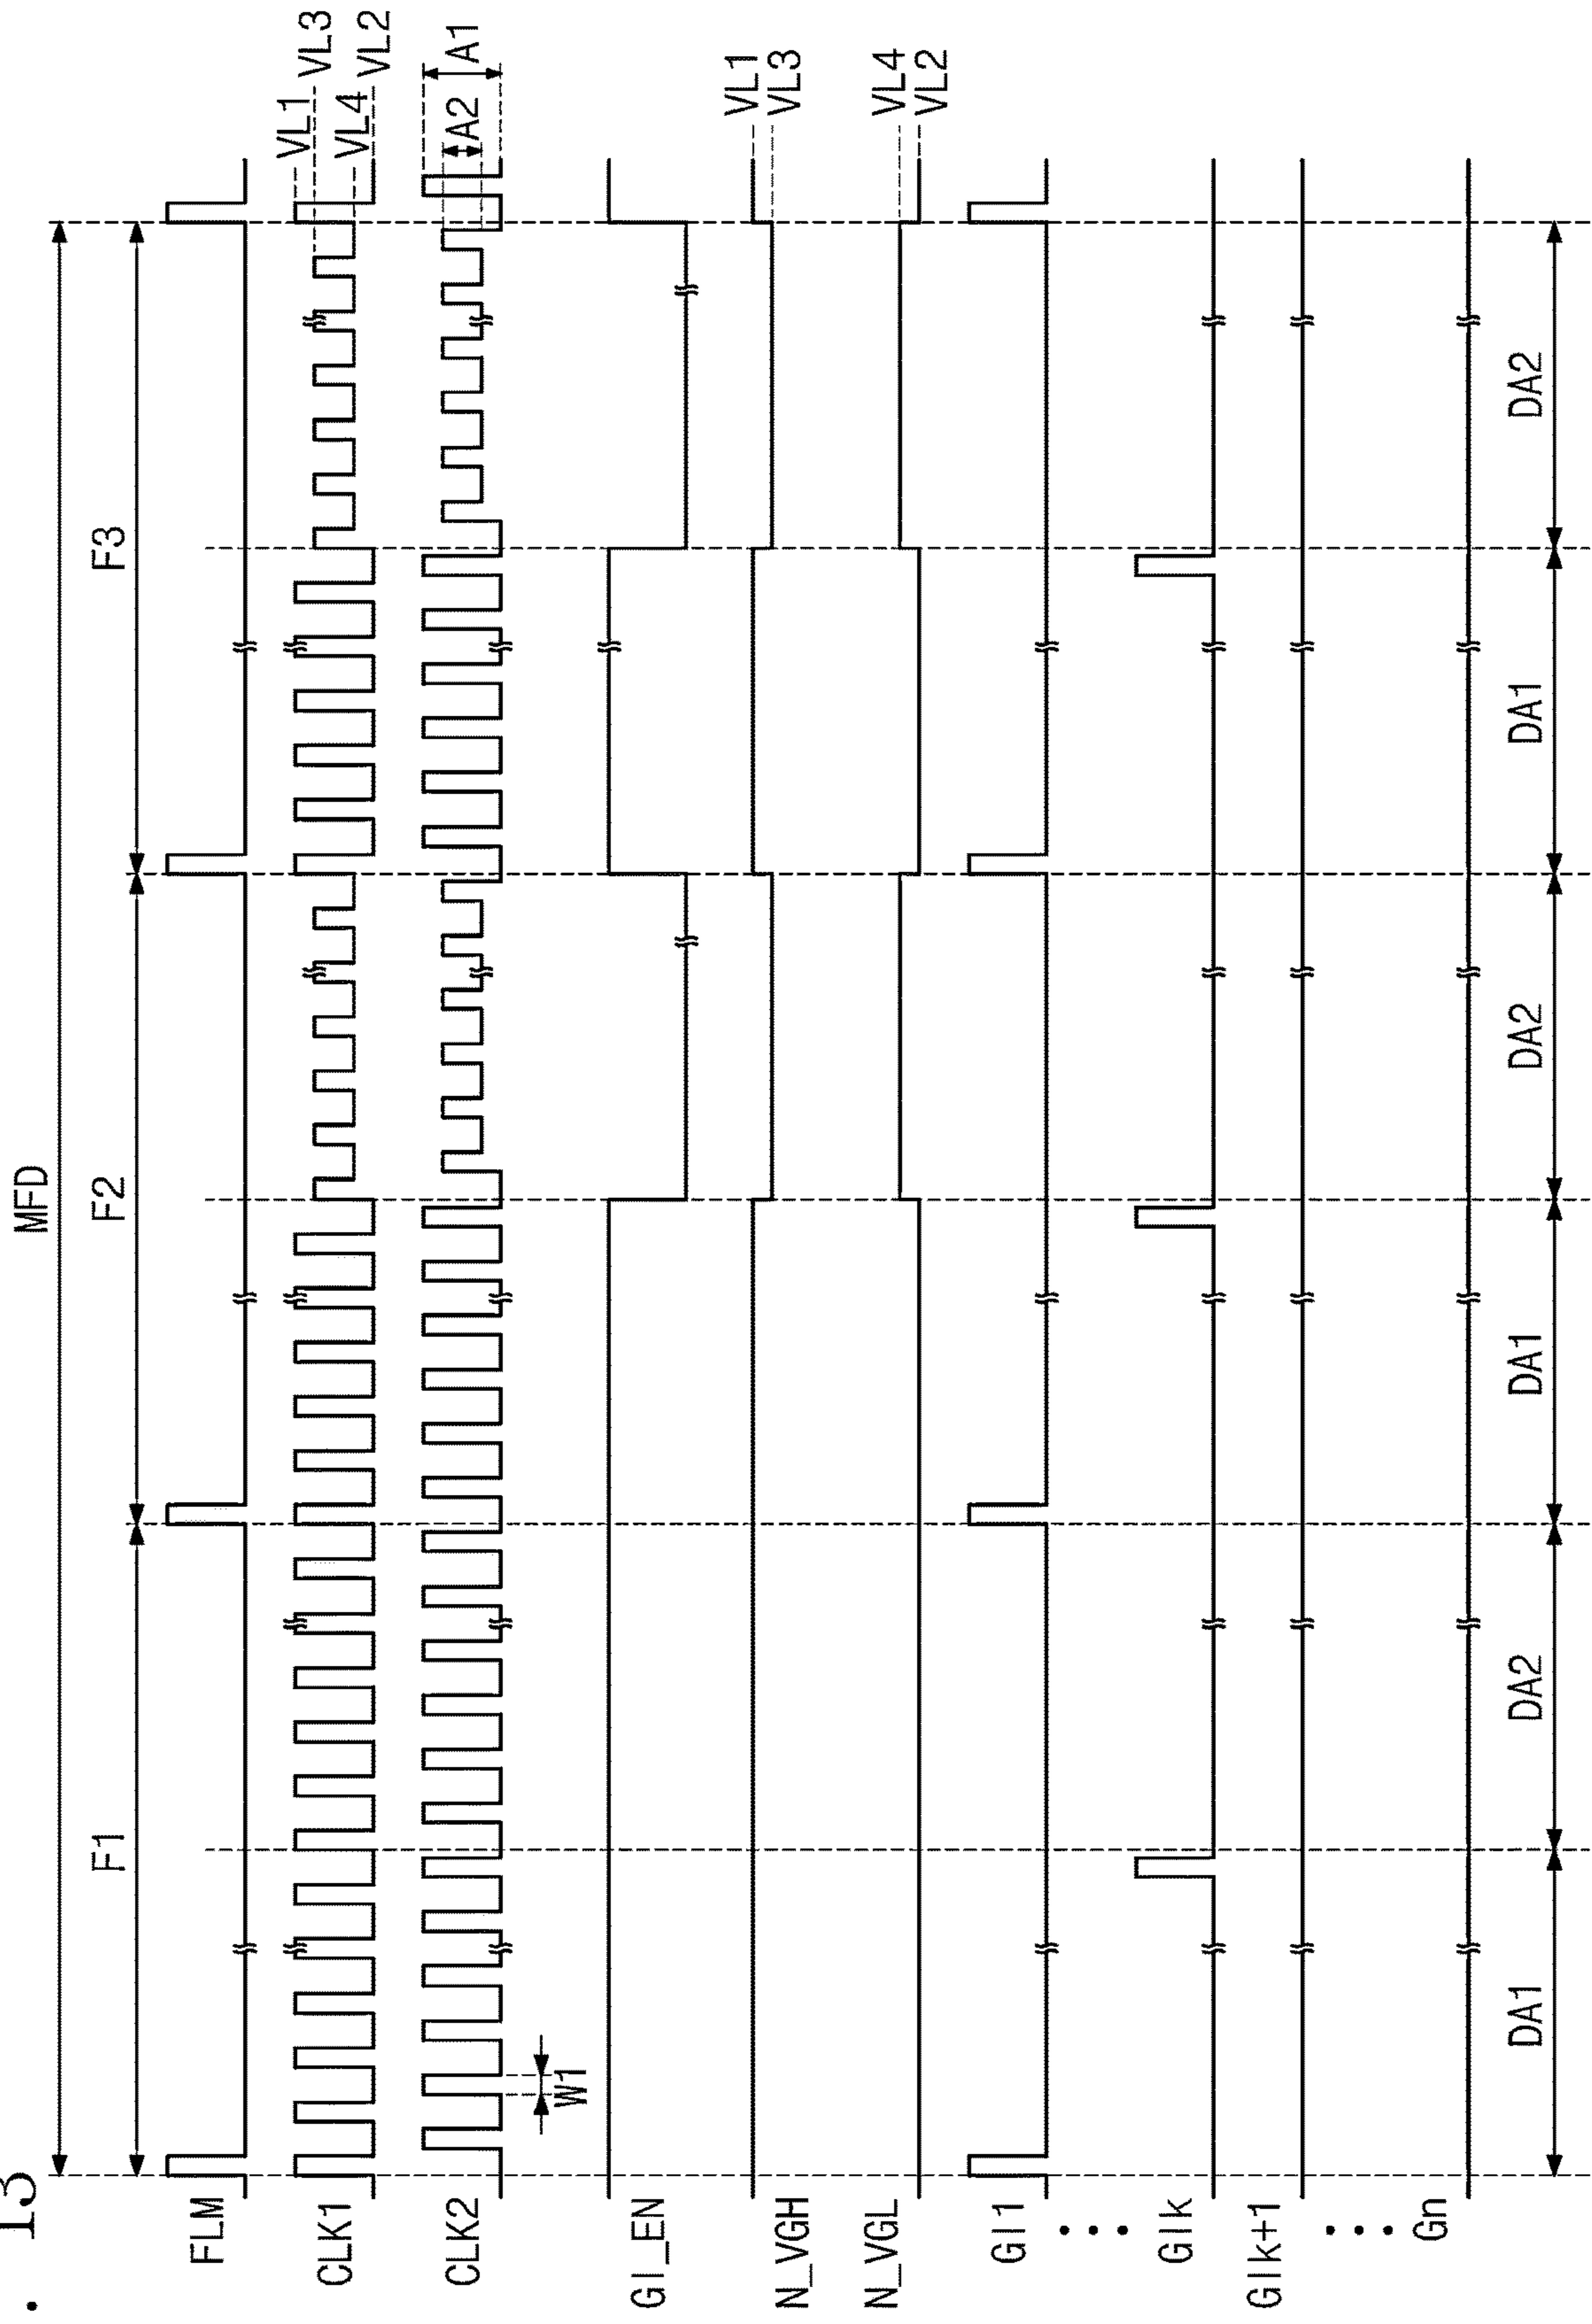 . 13
MFD
F1
F2
F3
FLM
CLK1
VL1
VL3
VL4
VL2
CLK2
A2
A1
W1
GI_EN
N_VGH
VL1
VL3
N_VGL
VL4
VL2
GI1
GIk
GIk+1
Gn
DA1
DA2
DA1
DA2
DA1
DA2